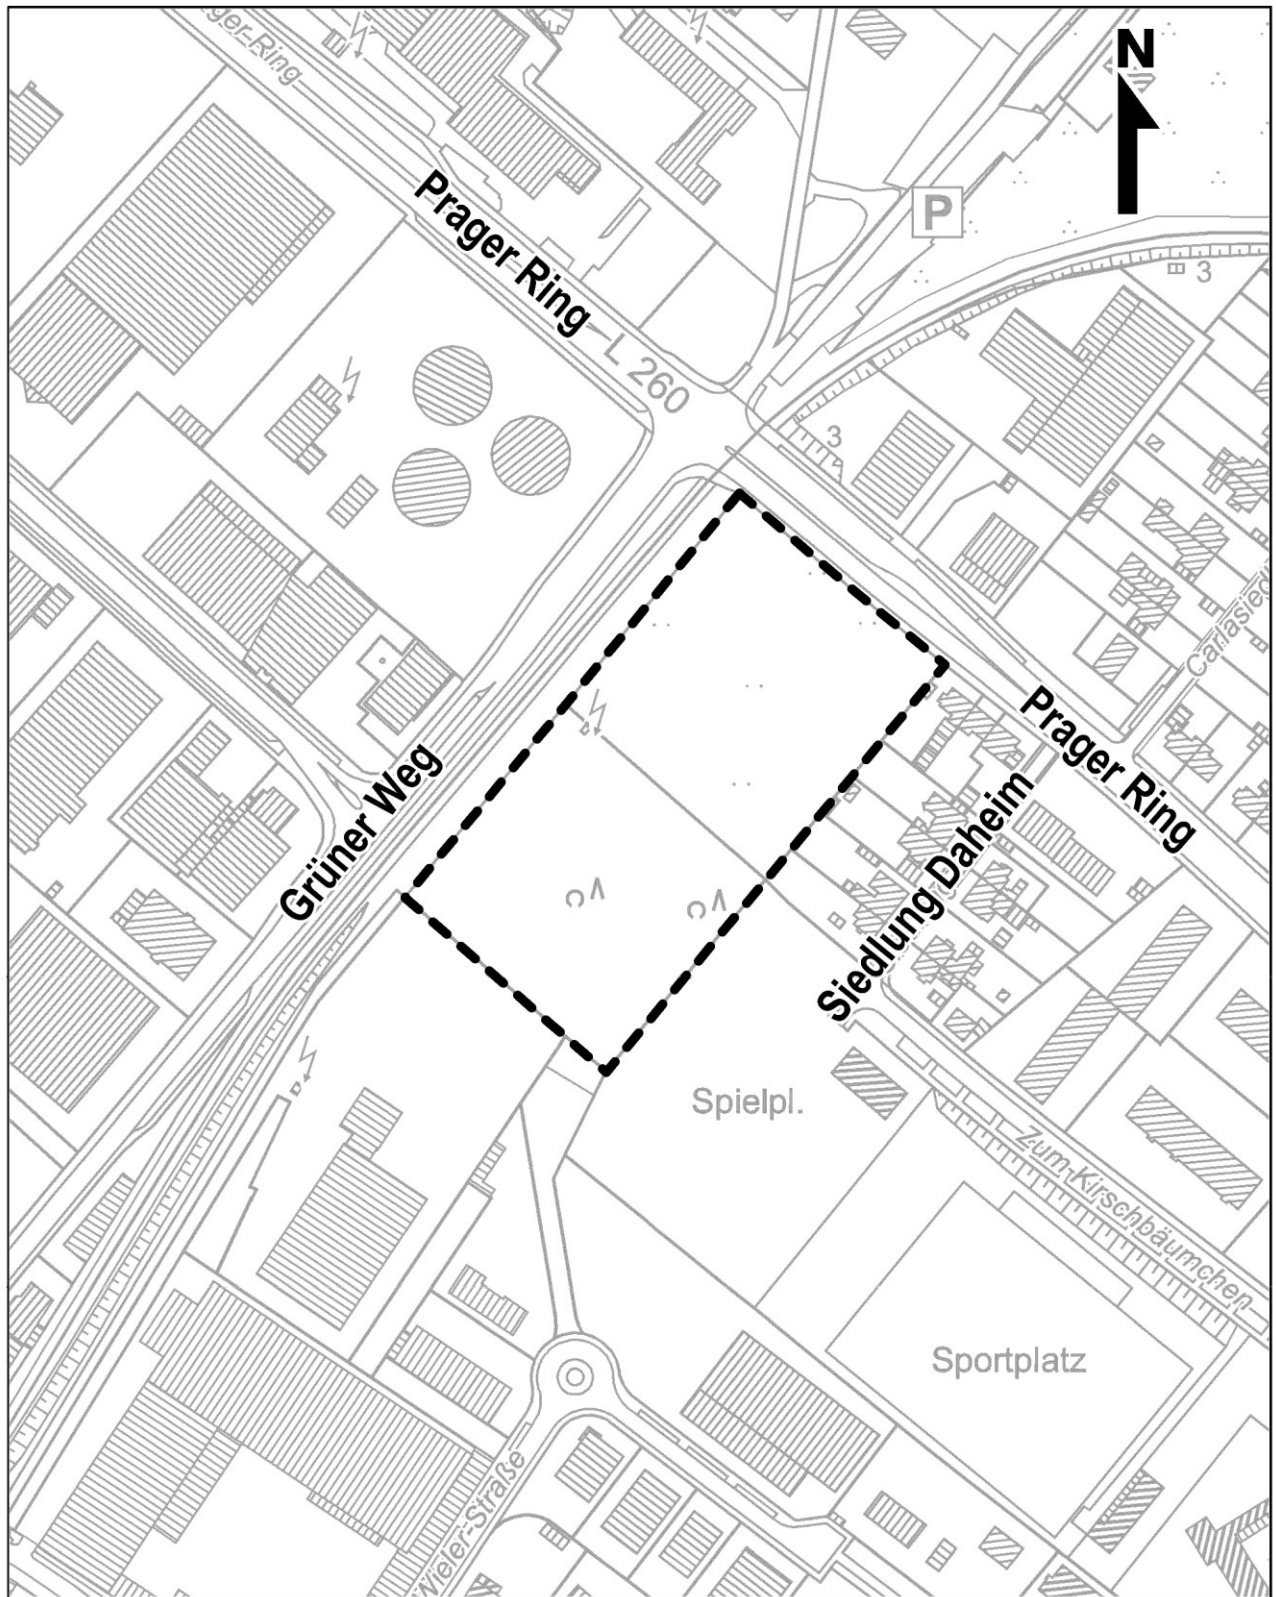 N
Prager Ring
P
3
L 260
3
Prager Ring
Grüner Weg
Siedlung Daheim
Spielpl.
Zum-Kirschbäumchen
Sportplatz